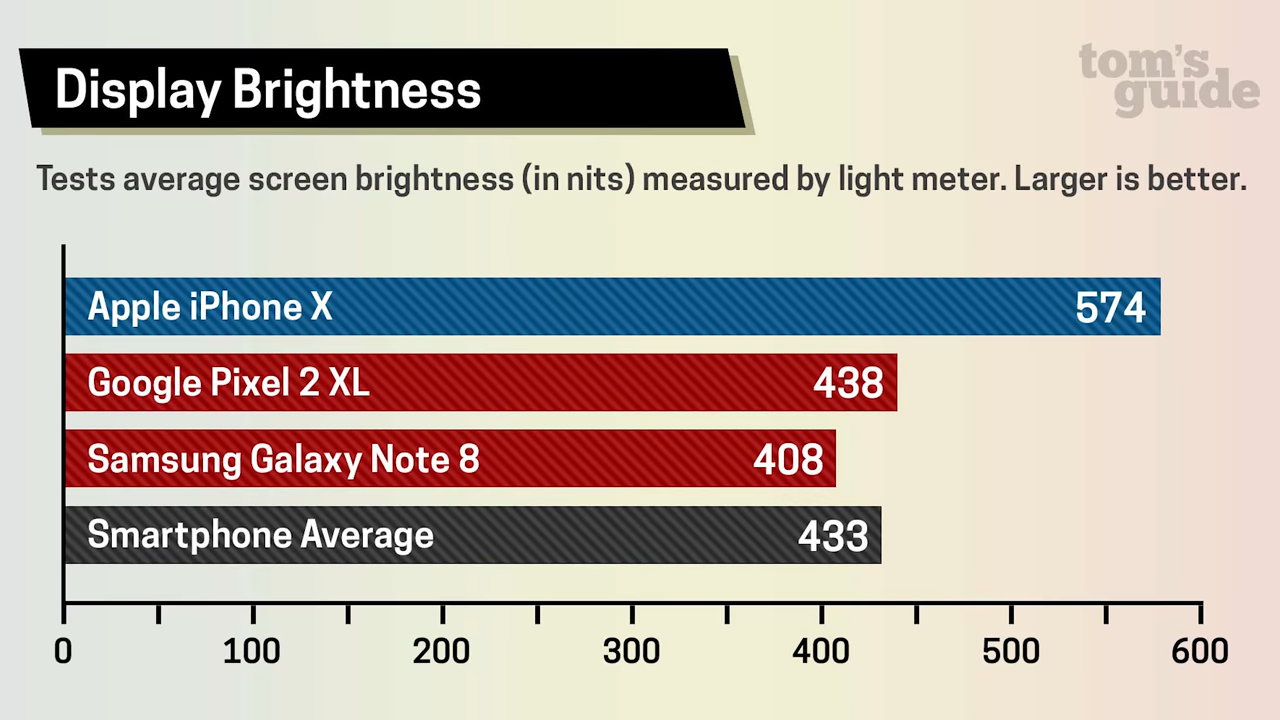 Display Brightness
tom's
guide
Tests average screen brightness (in nits) measured by light meter. Larger is better.
Apple iPhone X 574
Google Pixel 2 XL 438
Samsung Galaxy Note 8 408
Smartphone Average 433
0 100 200 300 400 500 600